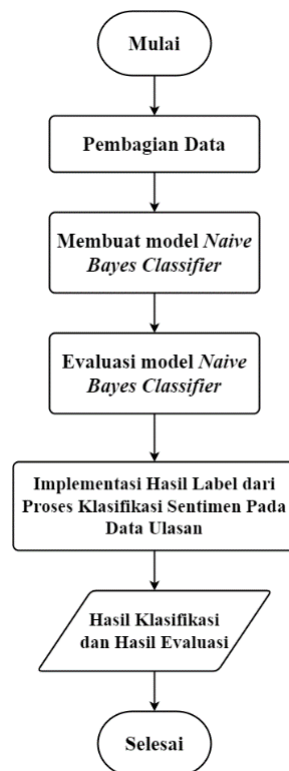 Mulai
Pembagian Data
Membuat model Naive
Bayes Classifier
Evaluasi model Naive
Bayes Classifier
Implementasi Hasil Label dari
Proses Klasifikasi Sentimen Pada
Data Ulasan
Hasil Klasifikasi
dan Hasil Evaluasi
Selesai